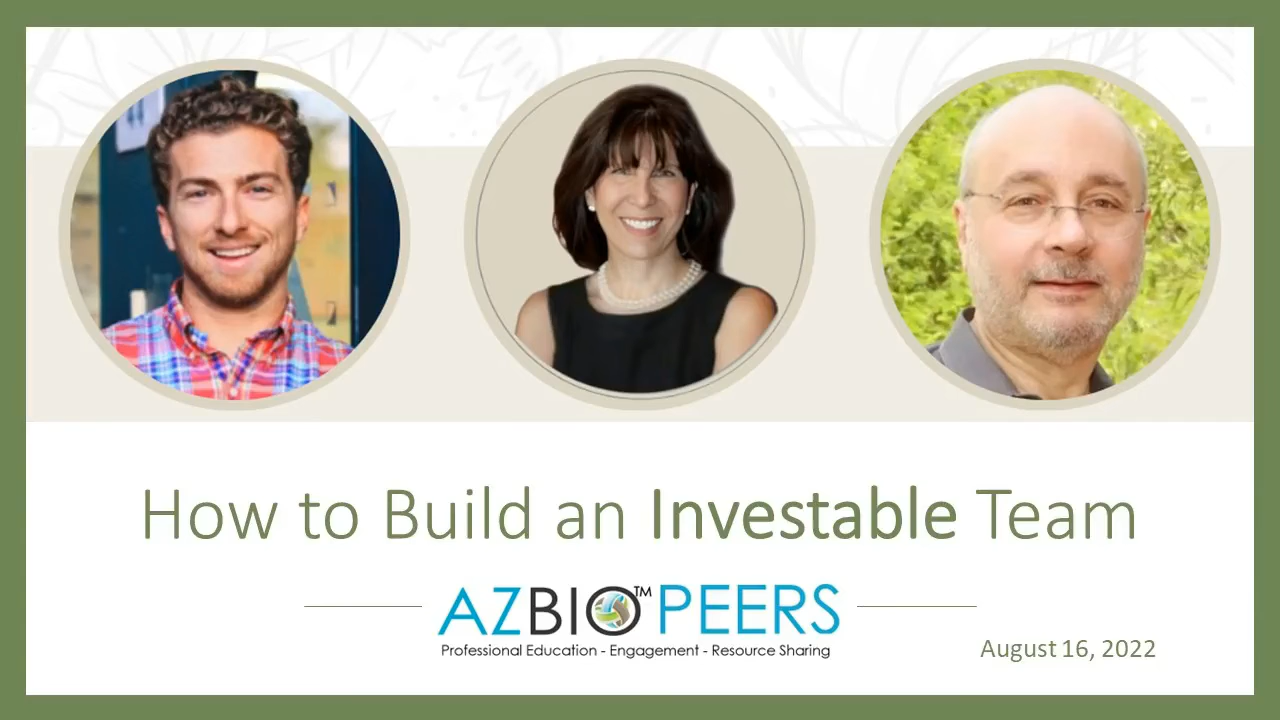 How to Build an Investable Team
AZBIO™ PEERS
Professional Education - Engagement - Resource Sharing
August 16, 2022